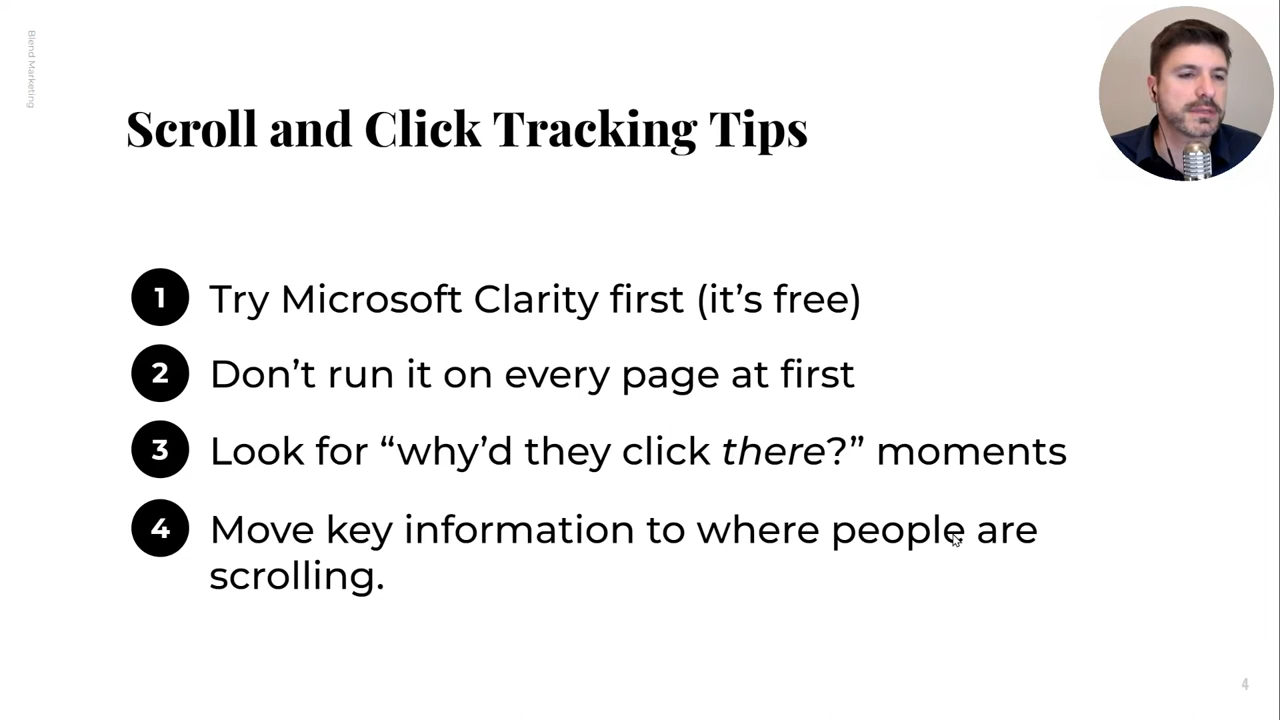 Blend Marketing
Scroll and Click Tracking Tips
1 Try Microsoft Clarity first (it’s free)
2 Don’t run it on every page at first
3 Look for “why’d they click there?” moments
4 Move key information to where people are
scrolling.
4